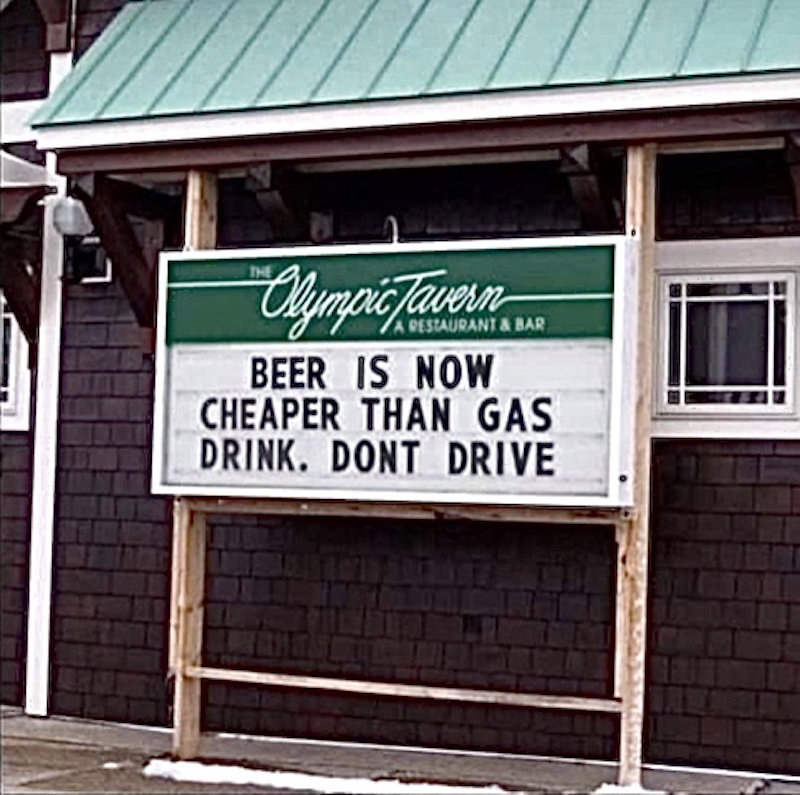 THE
Olympic Tavern
A RESTAURANT & BAR
BEER IS NOW
CHEAPER THAN GAS
DRINK. DONT DRIVE